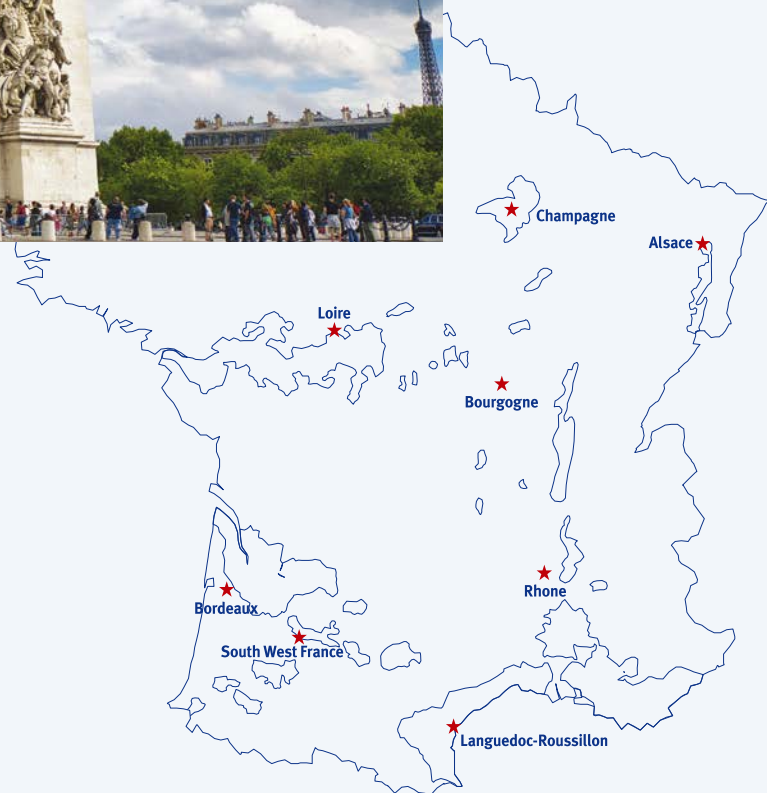 Champagne
Alsace
Loire
Bourgogne
Rhone
Bordeaux
South West France
Languedoc-Roussillon